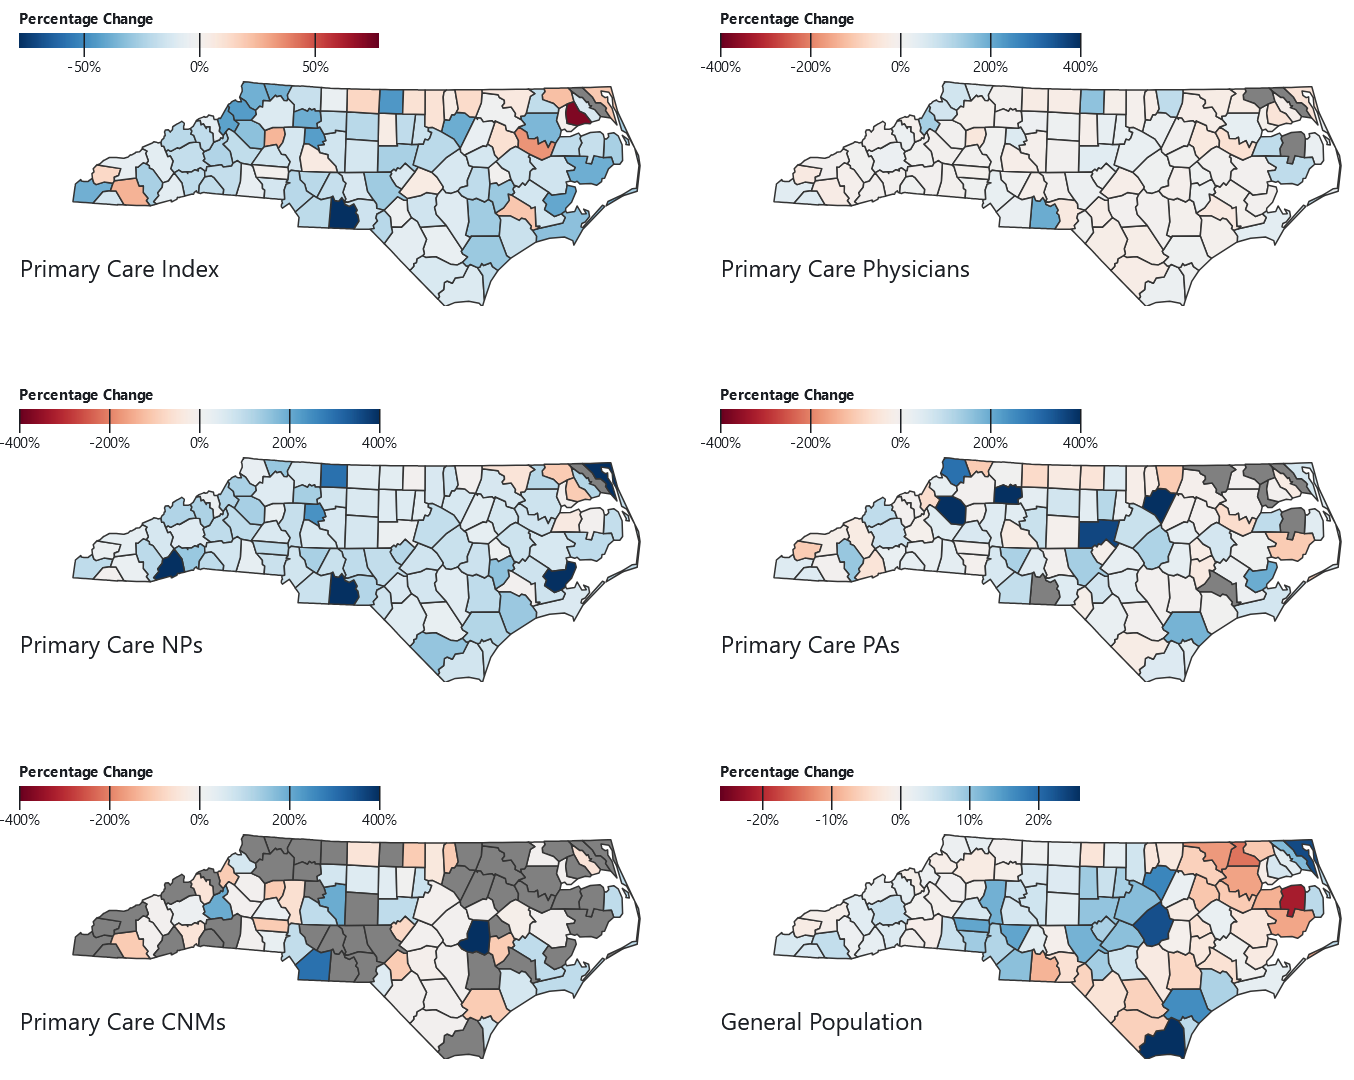 Percentage Change
-50% 0% 50%
Primary Care Index
Percentage Change
-400% -200% 0% 200% 400%
Primary Care Physicians
Percentage Change
-400% -200% 0% 200% 400%
Primary Care NPs
Percentage Change
-400% -200% 0% 200% 400%
Primary Care PAs
Percentage Change
-400% -200% 0% 200% 400%
Primary Care CNMs
Percentage Change
-20% -10% 0% 10% 20%
General Population